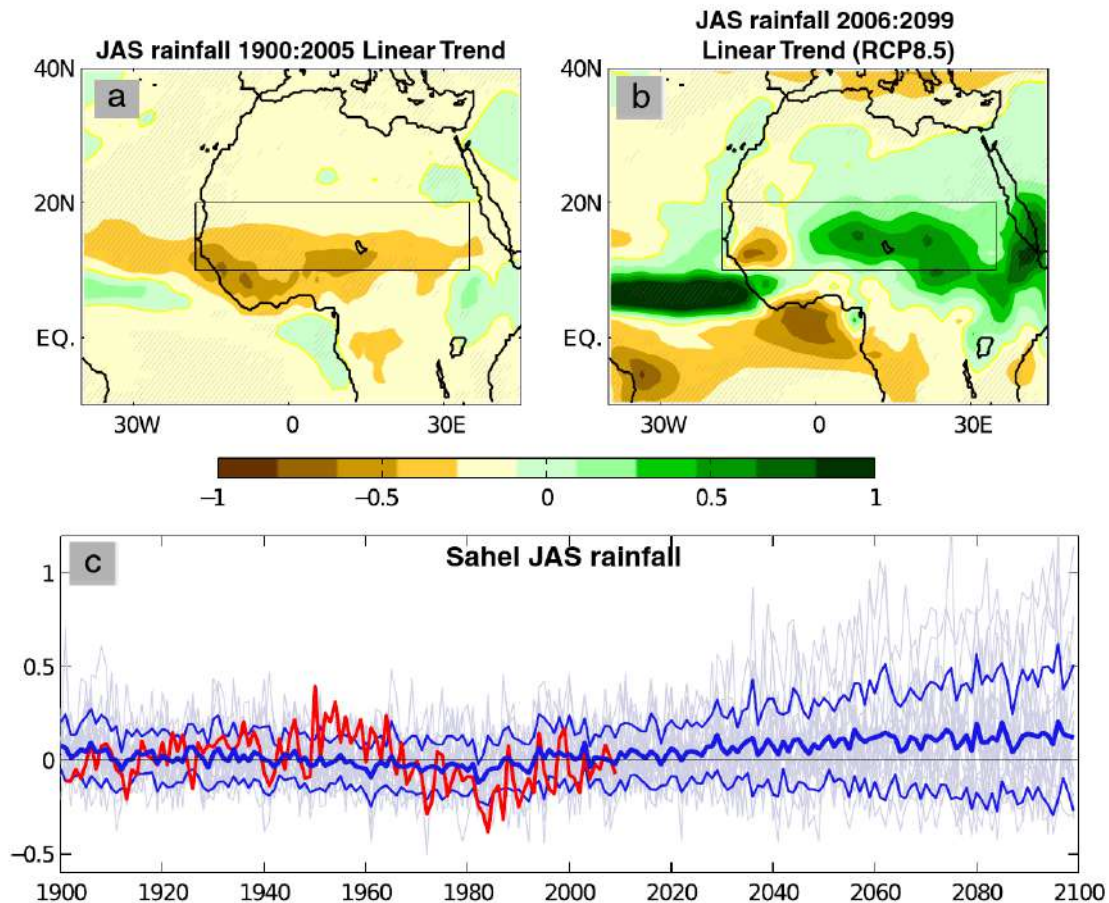 JAS rainfall 1900:2005 Linear Trend
JAS rainfall 2006:2099
Linear Trend (RCP8.5)
a
b
40N
20N
EQ.
30W
0
30E
40N
20N
EQ.
30W
0
30E
−1
−0.5
0
0.5
1
c
Sahel JAS rainfall
1
0.5
0
−0.5
1900 1920 1940 1960 1980 2000 2020 2040 2060 2080 2100